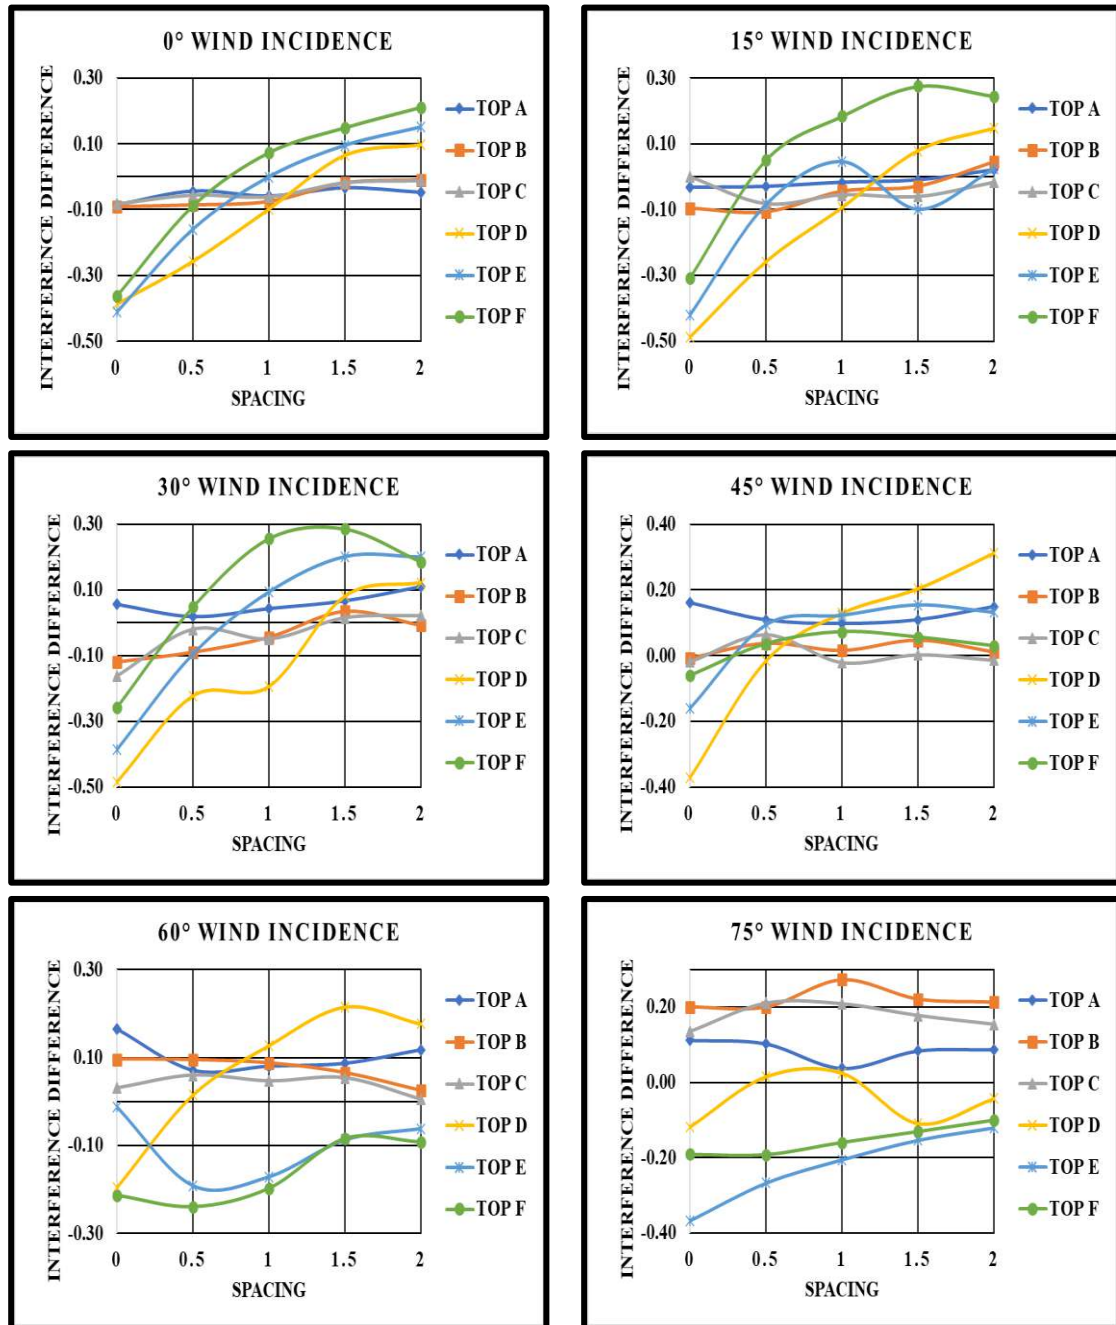 0° WIND INCIDENCE
INTERFERENCE DIFFERENCE
0.30
0.10
-0.10
-0.30
-0.50
0 0.5 1 1.5 2
SPACING
TOP A
TOP B
TOP C
TOP D
TOP E
TOP F
15° WIND INCIDENCE
INTERFERENCE DIFFERENCE
0.30
0.10
-0.10
-0.30
-0.50
0 0.5 1 1.5 2
SPACING
TOP A
TOP B
TOP C
TOP D
TOP E
TOP F
30° WIND INCIDENCE
INTERFERENCE DIFFERENCE
0.30
0.10
-0.10
-0.30
-0.50
0 0.5 1 1.5 2
SPACING
TOP A
TOP B
TOP C
TOP D
TOP E
TOP F
45° WIND INCIDENCE
INTERFERENCE DIFFERENCE
0.40
0.20
0.00
-0.20
-0.40
0 0.5 1 1.5 2
SPACING
TOP A
TOP B
TOP C
TOP D
TOP E
TOP F
60° WIND INCIDENCE
INTERFERENCE DIFFERENCE
0.30
0.10
-0.10
-0.30
0 0.5 1 1.5 2
SPACING
TOP A
TOP B
TOP C
TOP D
TOP E
TOP F
75° WIND INCIDENCE
INTERFERENCE DIFFERENCE
0.20
0.00
-0.20
-0.40
0 0.5 1 1.5 2
SPACING
TOP A
TOP B
TOP C
TOP D
TOP E
TOP F